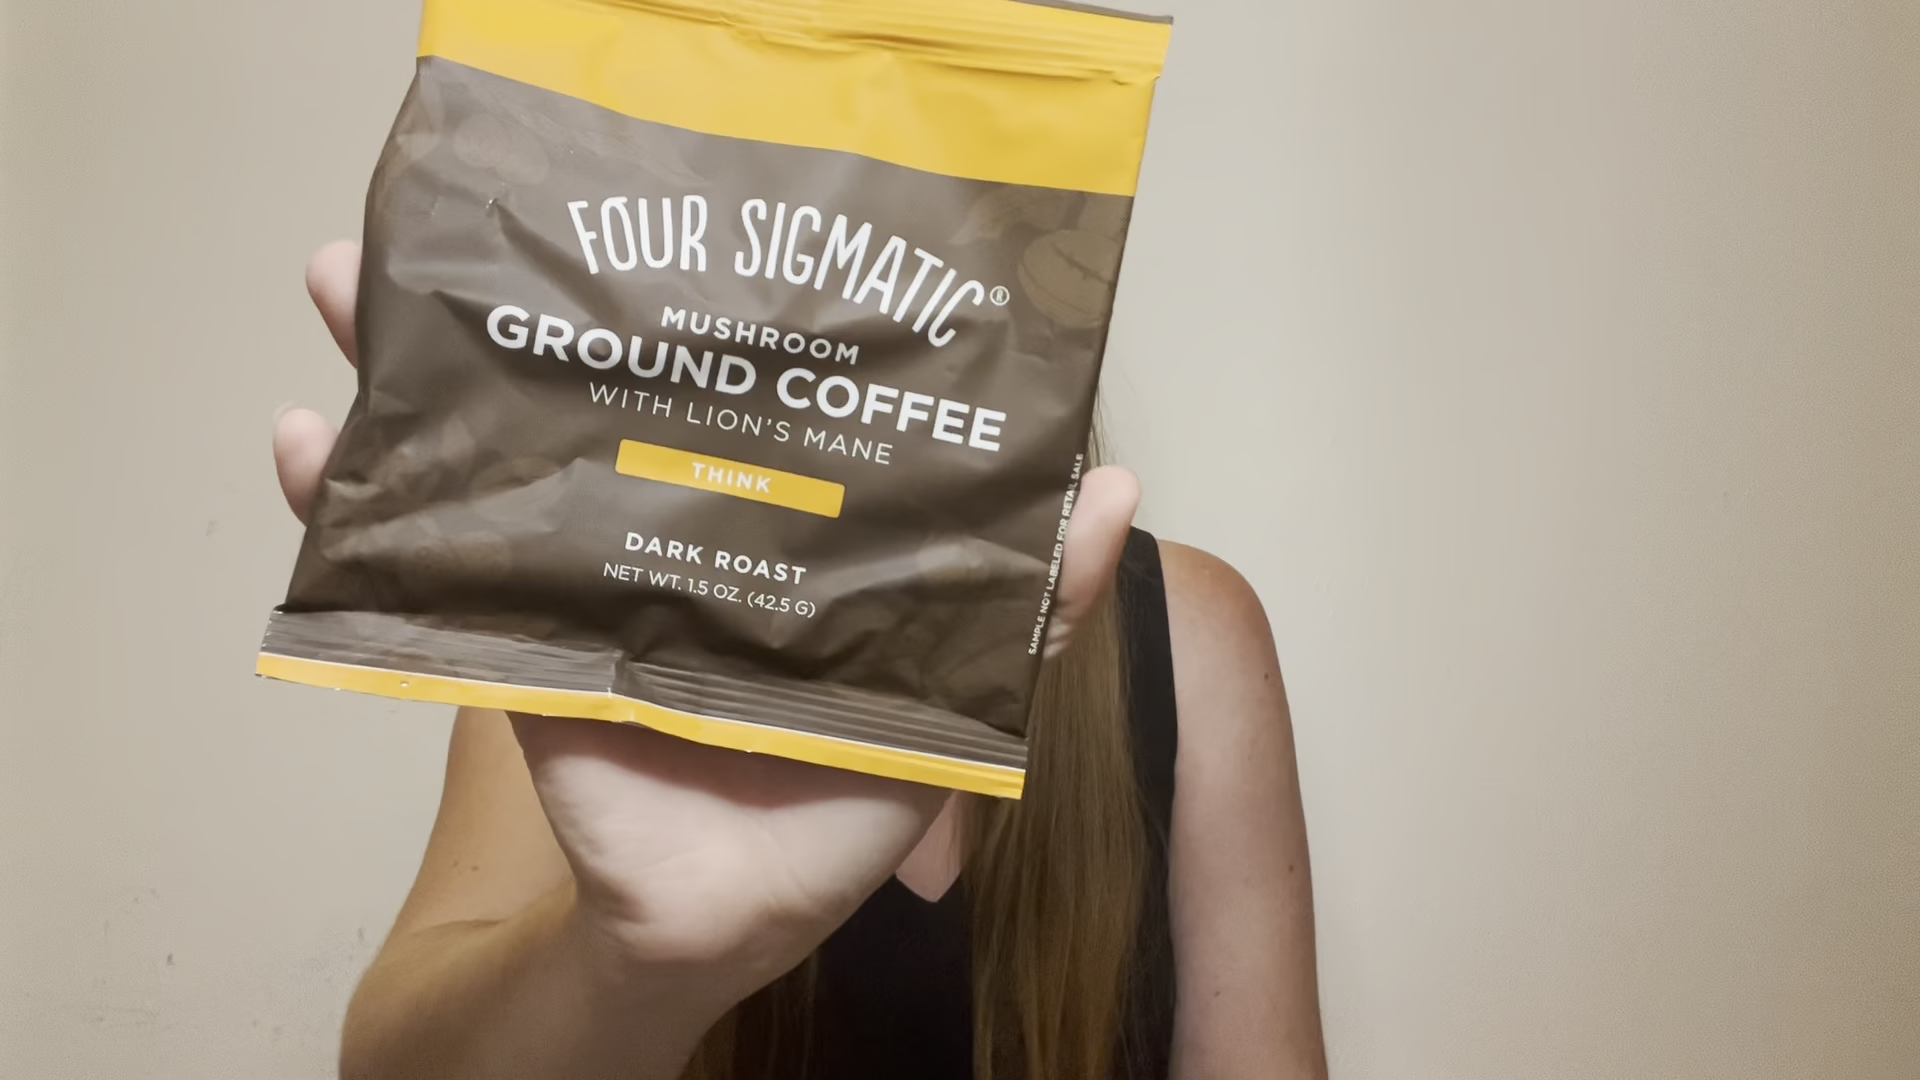 FOUR SIGMATIC®
MUSHROOM
GROUND COFFEE
WITH LION'S MANE
THINK
DARK ROAST
NET WT. 1.5 OZ. (42.5 G)
SAMPLE NOT LABELED FOR RETAIL SALE